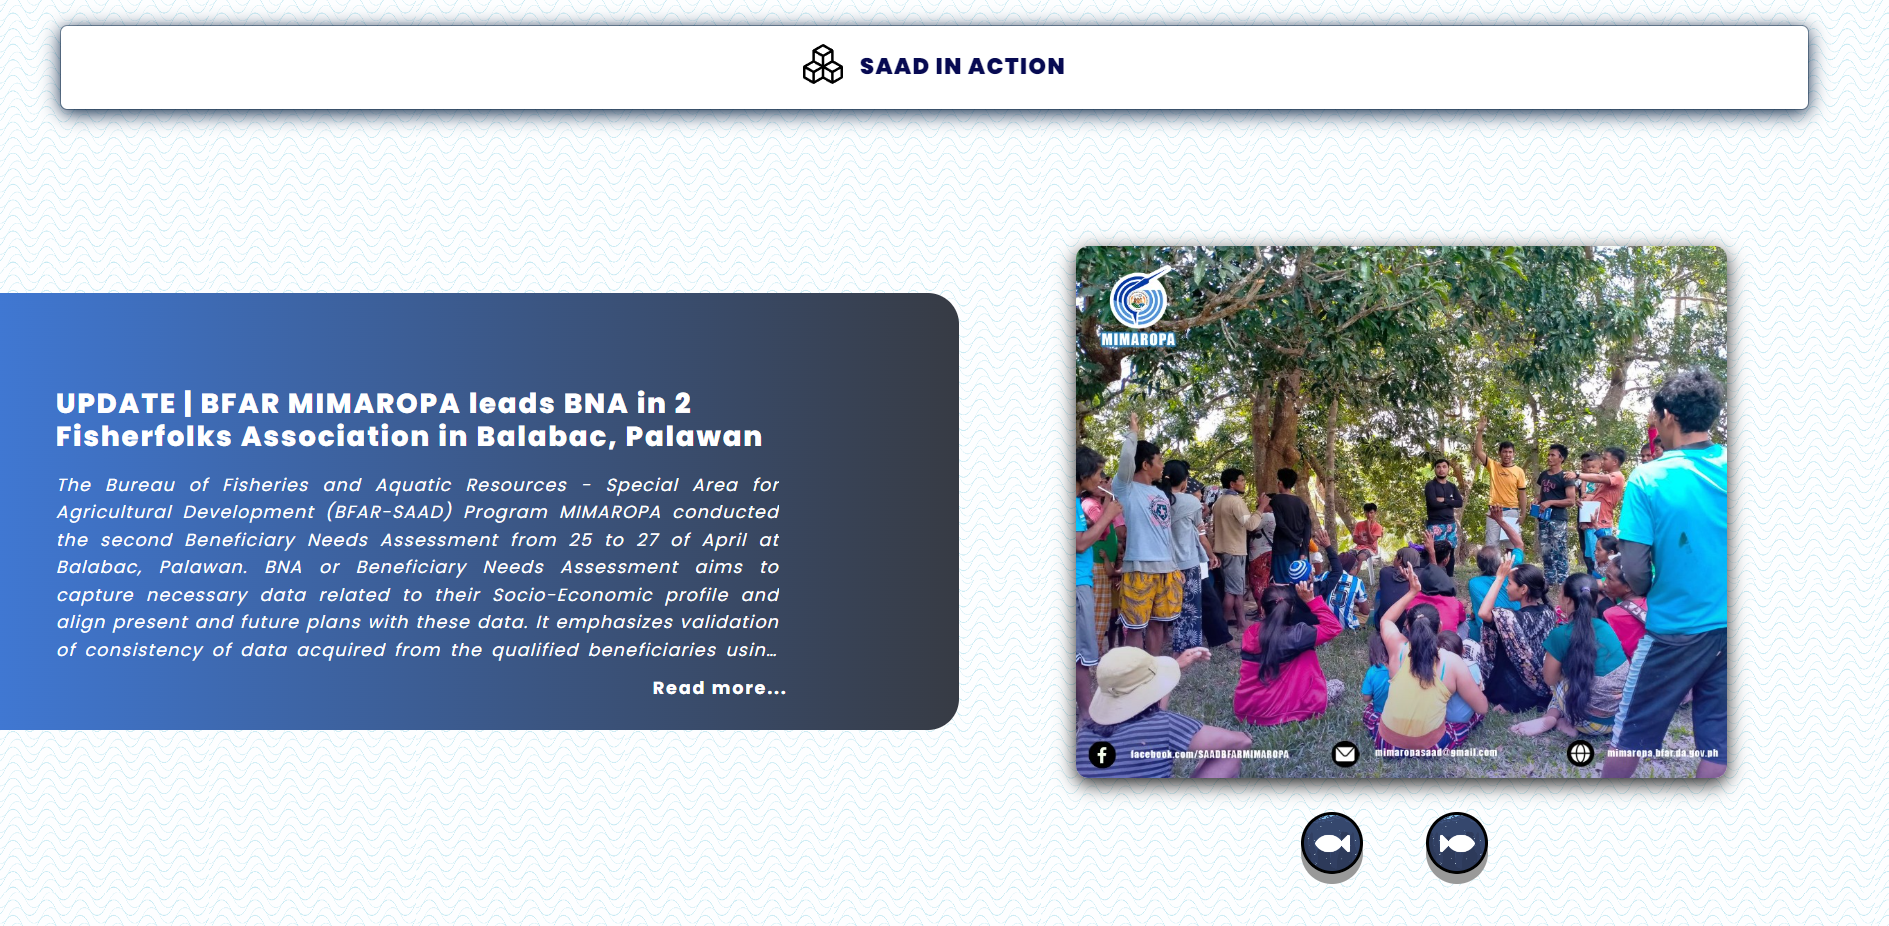 SAAD IN ACTION
UPDATE | BFAR MIMAROPA leads BNA in 2
Fisherfolks Association in Balabac, Palawan
The Bureau of Fisheries and Aquatic Resources - Special Area for
Agricultural Development (BFAR-SAAD) Program MIMAROPA conducted
the second Beneficiary Needs Assessment from 25 to 27 of April at
Balabac, Palawan. BNA or Beneficiary Needs Assessment aims to
capture necessary data related to their Socio-Economic profile and
align present and future plans with these data. It emphasizes validation
of consistency of data acquired from the qualified beneficiaries usin...
Read more...
MIMAROPA
facebook.com/SAADBFARMIMAROPA
mimaropasaad@gmail.com
mimaropa.bfar.da.gov.ph